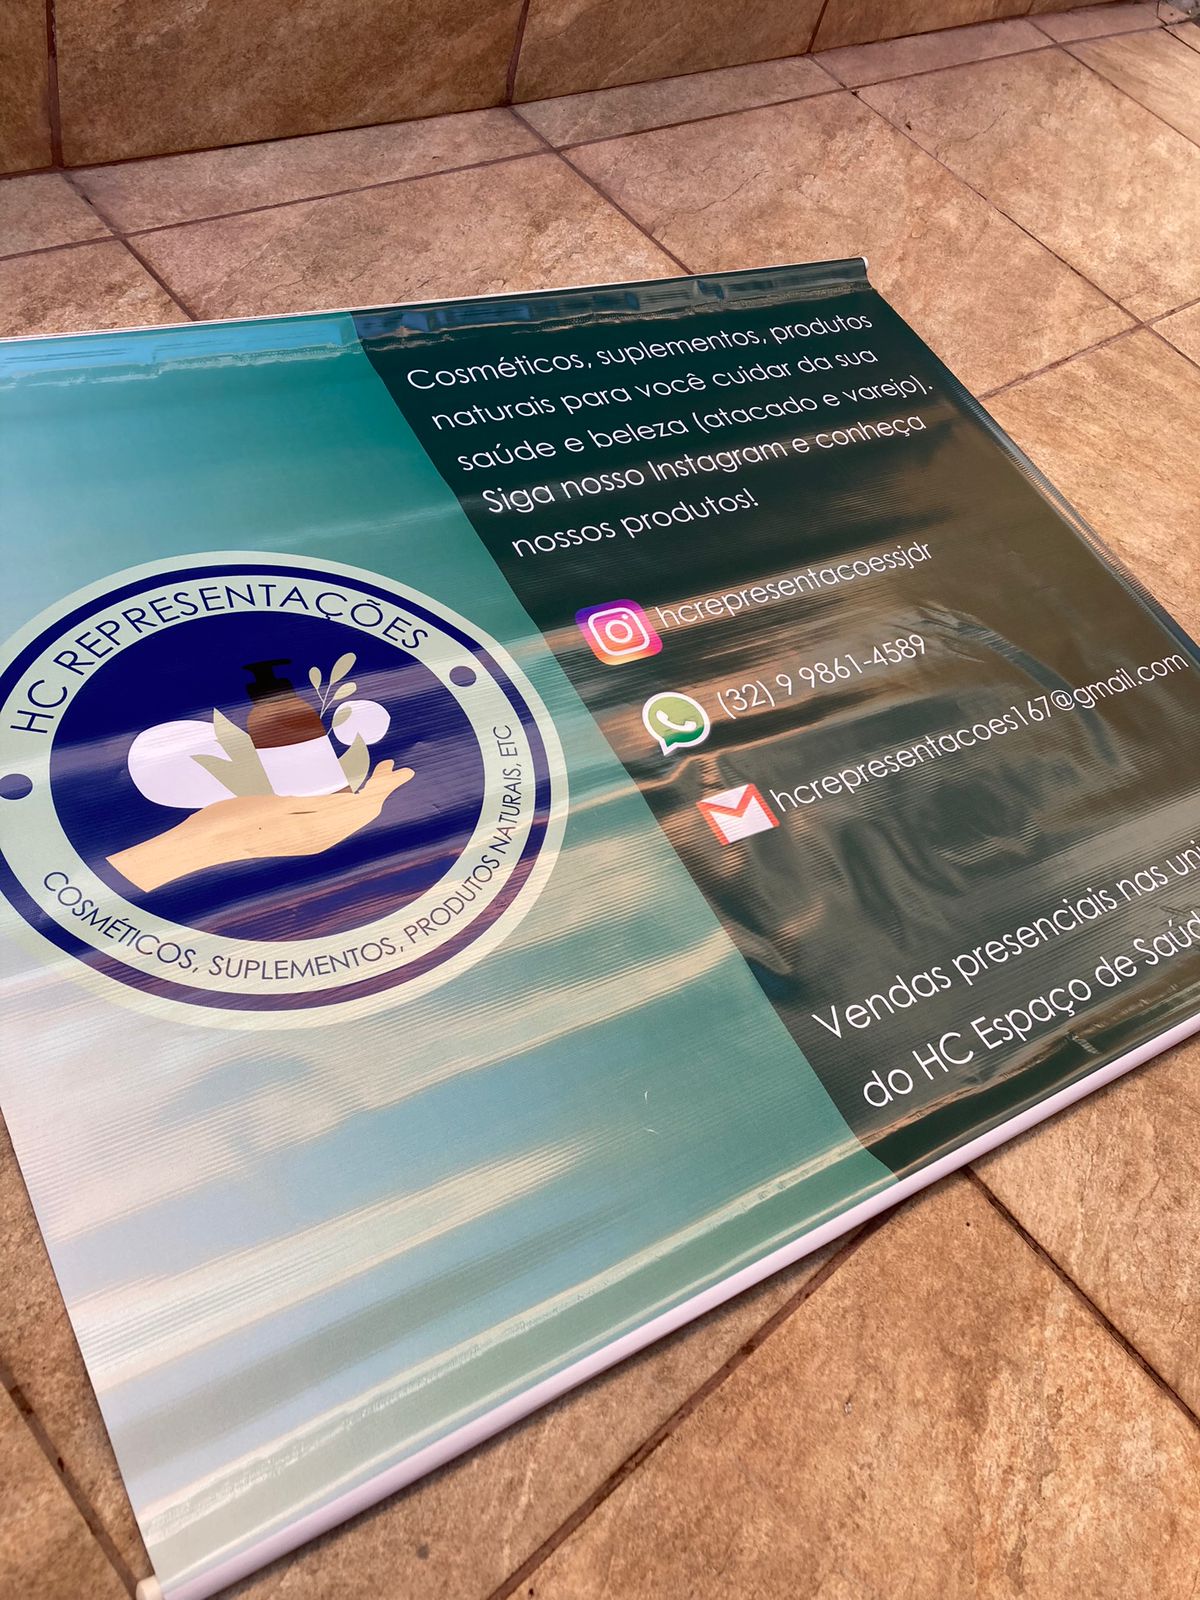 HC REPRESENTAÇÕES
COSMÉTICOS, SUPLEMENTOS, PRODUTOS NATURAIS, ETC
Cosméticos, suplementos, produtos
naturais para você cuidar da sua
saúde e beleza (atacado e varejo).
Siga nosso Instagram e conheça
nossos produtos!
hcrepresentacoessjdr
(32) 9 9861-4589
hcrepresentacoes167@gmail.com
Vendas presenciais nas
do HC Espaço de